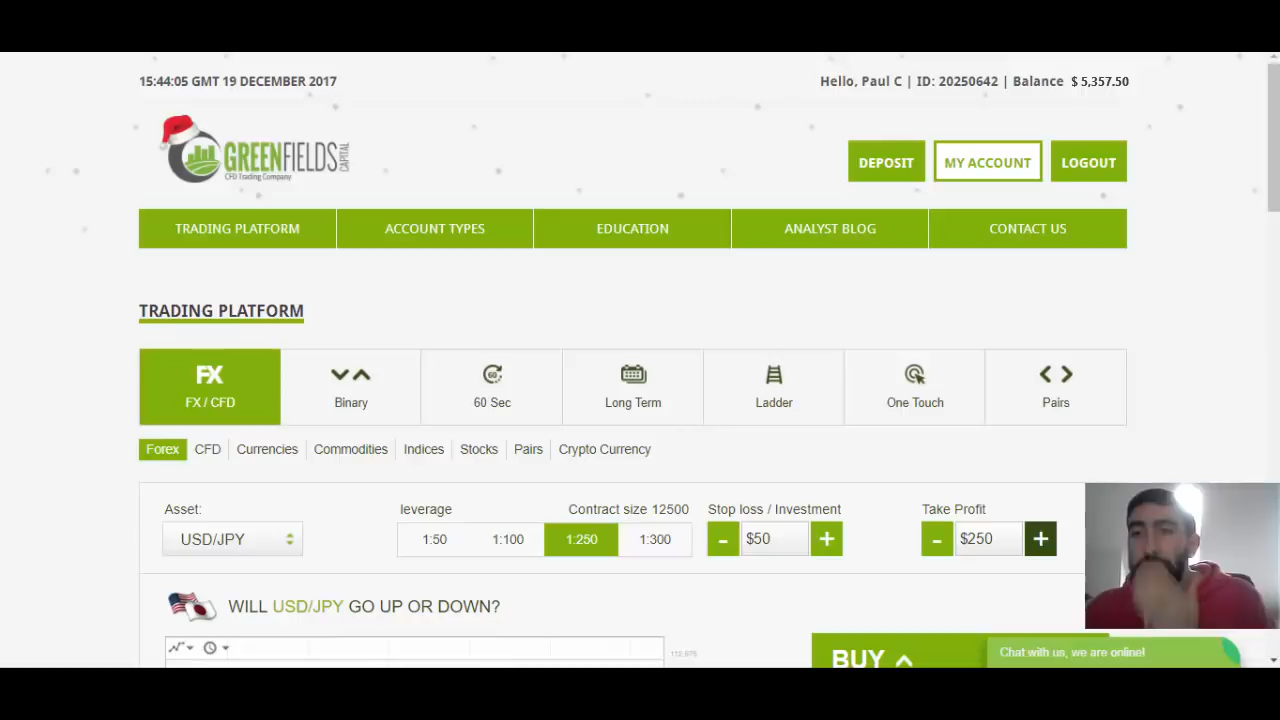 15:44:05 GMT 19 DECEMBER 2017
Hello, Paul C | ID: 20250642 | Balance $ 5,357.50
GREENFIELDS CAPITAL
CFD Trading Company
DEPOSIT
MY ACCOUNT
LOGOUT
TRADING PLATFORM
ACCOUNT TYPES
EDUCATION
ANALYST BLOG
CONTACT US
TRADING PLATFORM
FX
FX / CFD
Binary
60
60 Sec
Long Term
Ladder
One Touch
Pairs
Forex CFD Currencies Commodities Indices Stocks Pairs Crypto Currency
Asset:
leverage
Contract size 12500
Stop loss / Investment
Take Profit
USD/JPY
1:50
1:100
1:250
1:300
- $50 +
- $250 +
WILL USD/JPY GO UP OR DOWN?
BUY
Chat with us, we are online!